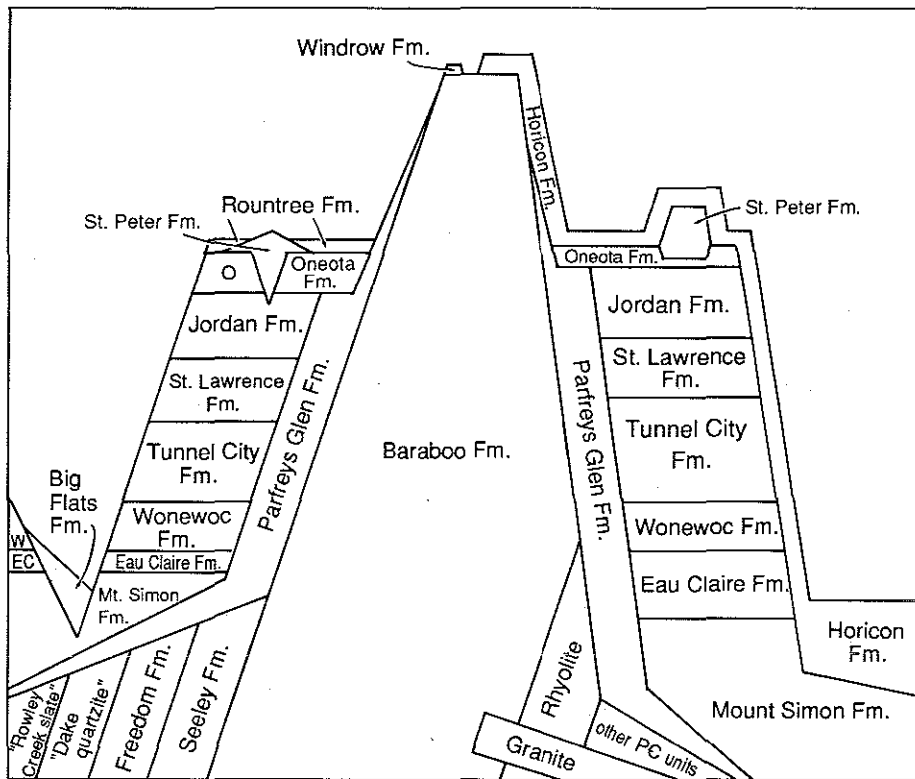 Windrow Fm.
Horicon Fm.
St. Peter Fm.
Rountree Fm.
St. Peter Fm.
O
Oneota
Fm.
Oneota Fm.
Jordan Fm.
Jordan Fm.
St. Lawrence
Fm.
St. Lawrence
Fm.
Parfreys Glen Fm.
Parfreys Glen Fm.
Tunnel City
Fm.
Tunnel City
Fm.
Baraboo Fm.
Big
Flats
Fm.
W
EC
Wonewoc
Fm.
Wonewoc Fm.
Eau Claire Fm.
Eau Claire Fm.
Mt. Simon
Fm.
Horicon
Fm.
"Rowley
Creek slate"
"Dake
quartzite"
Freedom Fm.
Seeley Fm.
Rhyolite
Granite
other PC units
Mount Simon Fm.